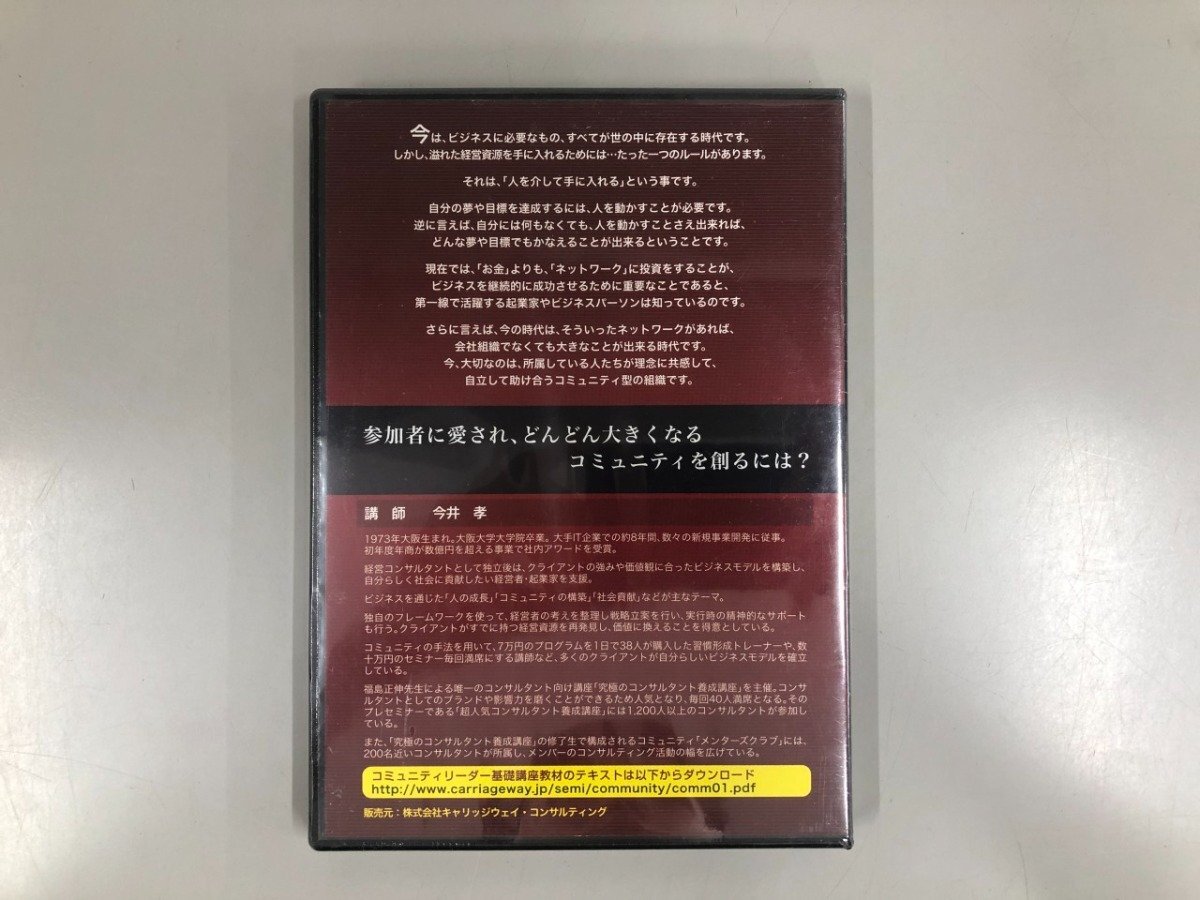 今は、ビジネスに必要なもの、すべてが世の中に存在する時代です。
しかし、溢れた経営資源を手に入れるためには…たった一つのルールがあります。
それは、「人を介して手に入れる」という事です。
自分の夢や目標を達成するには、人を動かすことが必要です。
逆に言えば、自分には何もなくても、人を動かすことさえ出来れば、
どんな夢や目標でもかなえることが出来るということです。
現在では、「お金」よりも、「ネットワーク」に投資をすることが、
ビジネスを継続的に成功させるために重要なことであると、
第一線で活躍する起業家やビジネスパーソンは知っているのです。
さらに言えば、今の時代は、そういったネットワークがあれば、
会社組織でなくても大きなことが出来る時代です。
今、大切なのは、所属している人たちが理念に共感して、
自立して助け合うコミュニティ型の組織です。
参加者に愛され、どんどん大きくなる
コミュニティを創るには？
講 師　今井 孝
1973年大阪生まれ。大阪大学大学院卒業。大手IT企業での約8年間、数々の新規事業開発に従事。
初年度年商が数億円を超える事業で社内アワードを受賞。
経営コンサルタントとして独立後は、クライアントの強みや価値観に合ったビジネスモデルを構築し、
自分らしく社会に貢献したい経営者・起業家を支援。
ビジネスを通じた「人の成長」「コミュニティの構築」「社会貢献」などが主なテーマ。
独自のフレームワークを使って、経営者の考えを整理し戦略立案を行い、実行時の精神的なサポート
も行う。クライアントがすでに持つ経営資源を再発見し、価値に換えることを得意としている。
コミュニティの手法を用いて、7万円のプログラムを1日で38人が購入した習慣形成トレーナーや、数
十万円のセミナー毎回満席にする講師など、多くのクライアントが自分らしいビジネスモデルを確立
している。
福島正伸先生による唯一のコンサルタント向け講座「究極のコンサルタント養成講座」を主催。コンサ
ルタントとしてのブランドや影響力を磨くことができるため人気となり、毎回40人満席となる。その
プレセミナーである「超人気コンサルタント養成講座」には1,200人以上のコンサルタントが参加し
ている。
また、「究極のコンサルタント養成講座」の修了生で構成されるコミュニティ「メンターズクラブ」には、
200名近いコンサルタントが所属し、メンバーのコンサルティング活動の幅を広げている。
コミュニティリーダー基礎講座教材のテキストは以下からダウンロード
http://www.carriageway.jp/semi/community/comm01.pdf
販売元：株式会社キャリッジウェイ・コンサルティング